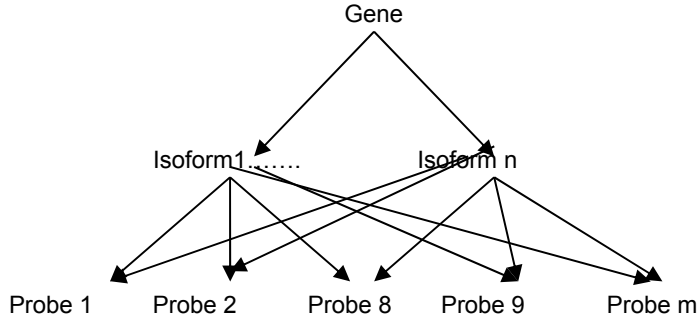 Gene
Isoform1....... Isoform n
Probe 1 Probe 2 Probe 8 Probe 9 Probe m